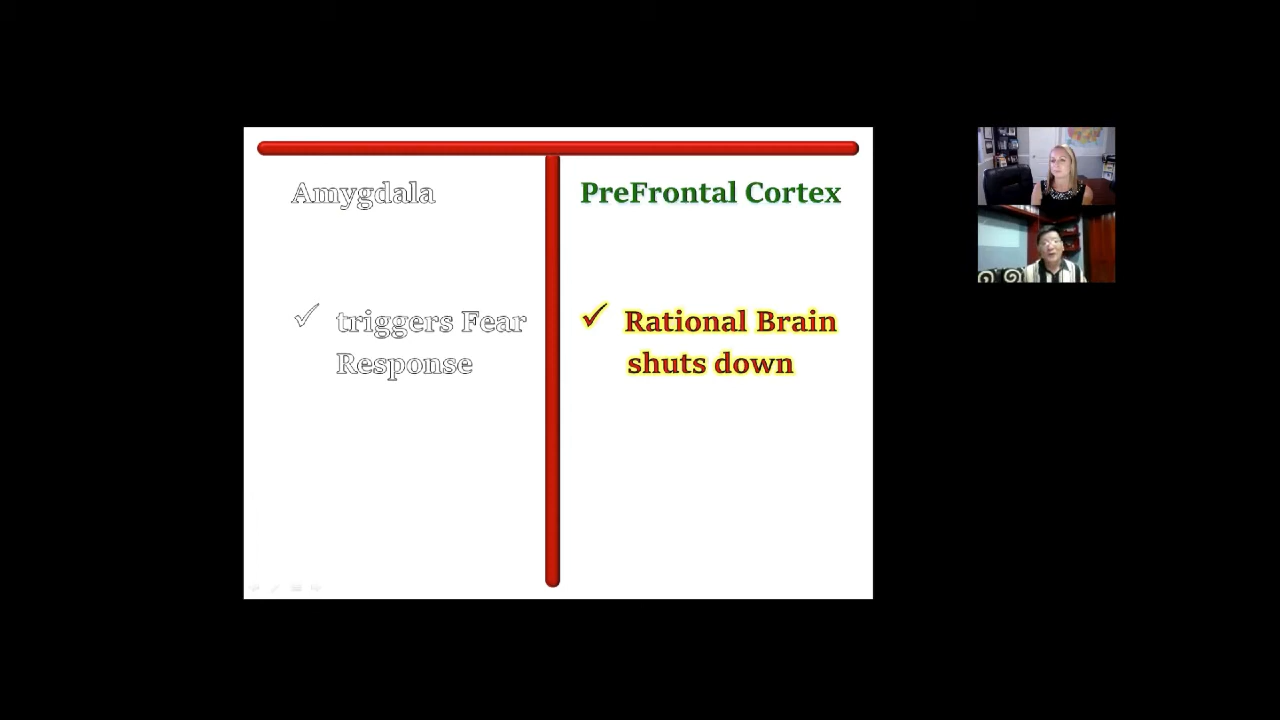 Amygdala
✓ triggers Fear
Response
PreFrontal Cortex
✓ Rational Brain
shuts down